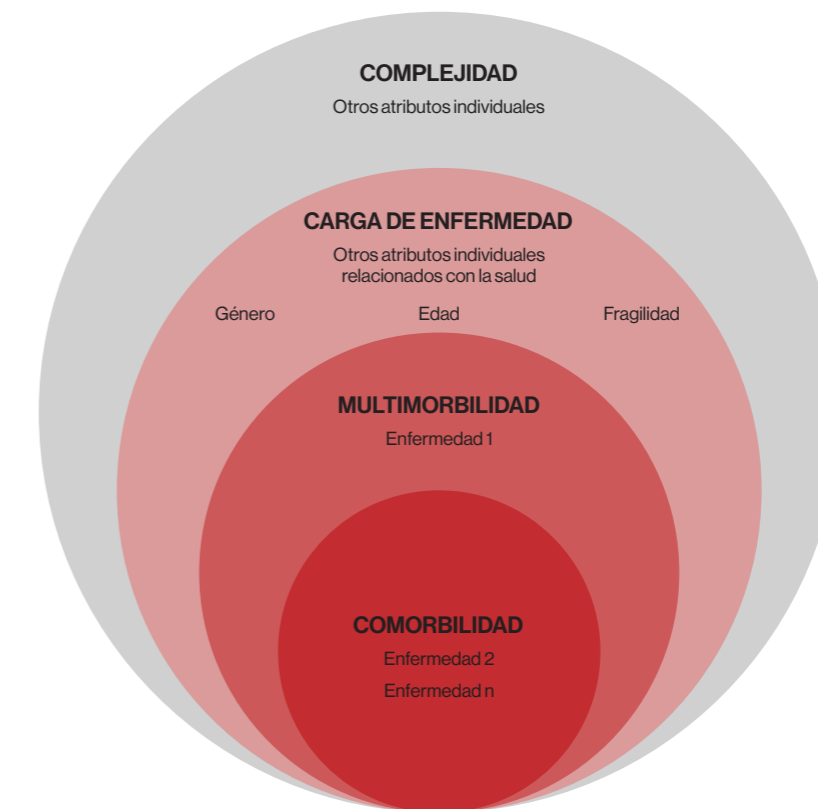 COMPLEJIDAD
Otros atributos individuales
CARGA DE ENFERMEDAD
Otros atributos individuales
relacionados con la salud
Género Edad Fragilidad
MULTIMORBILIDAD
Enfermedad 1
COMORBILIDAD
Enfermedad 2
Enfermedad n